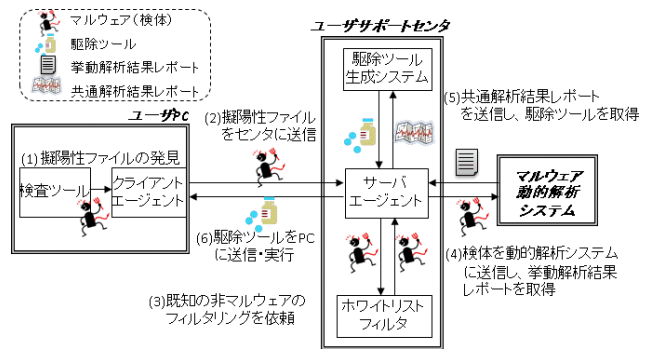 マルウェア(検体)
駆除ツール
挙動解析結果レポート
共通解析結果レポート
ユーザPC
(1)擬陽性ファイルの発見
検査ツール
クライアント
エージェント
(2)擬陽性ファイル
をセンタに送信
(6)駆除ツールをPC
に送信・実行
(3)既知の非マルウェアの
フィルタリングを依頼
ユーザサポートセンタ
駆除ツール
生成システム
サーバ
エージェント
ホワイトリスト
フィルタ
(5)共通解析結果レポート
を送信し、駆除ツールを取得
マルウェア
動的解析
システム
(4)検体を動的解析システム
に送信し、挙動解析結果
レポートを取得